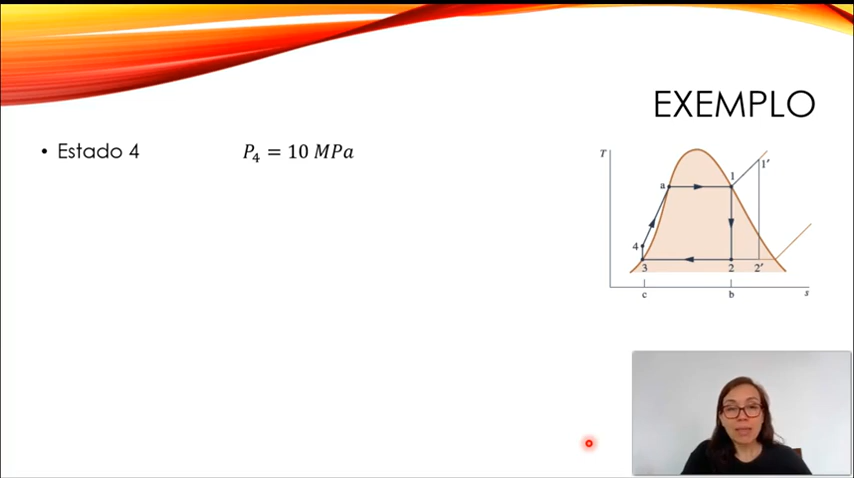 EXEMPLO
• Estado 4 P₄ = 10 MPa
T
1'
1
a
4
3 2 2'
c b s